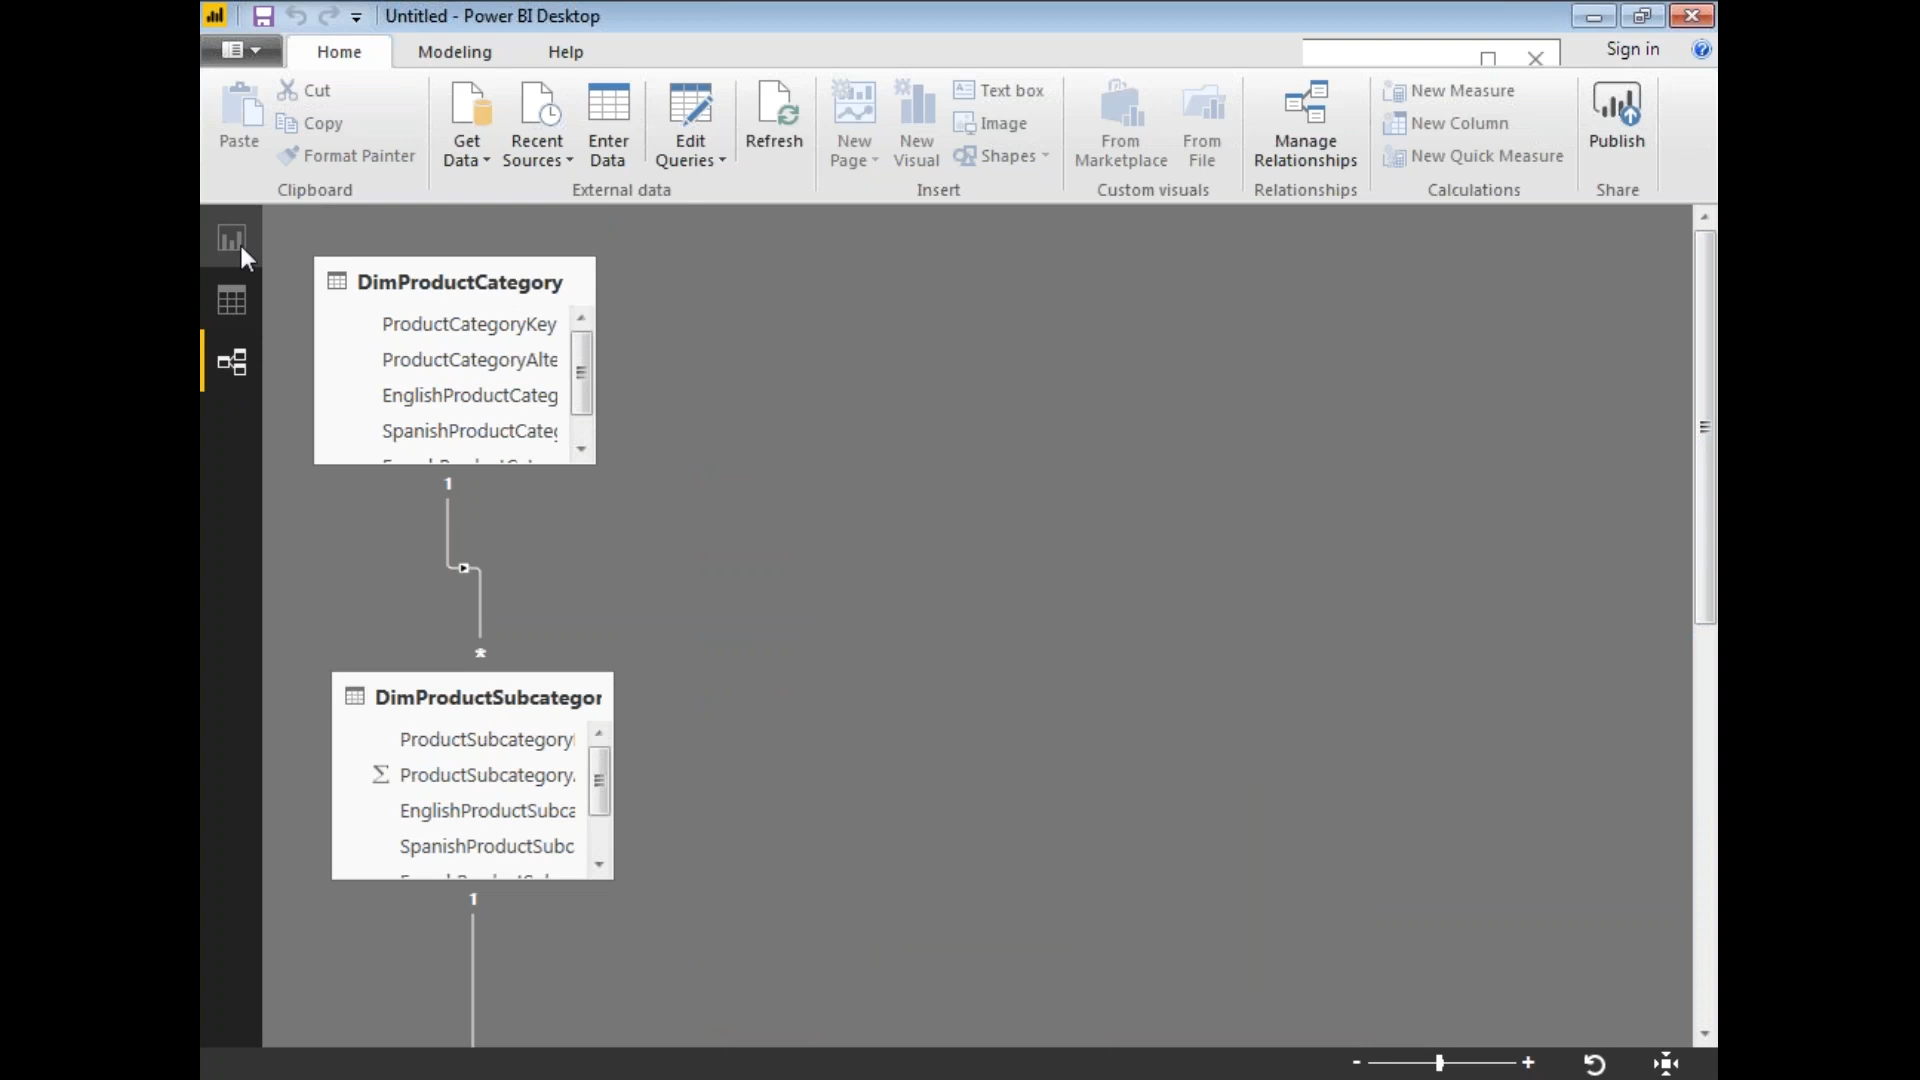 Untitled - Power BI Desktop
Home
Modeling
Help
Sign in
Paste
Cut
Copy
Format Painter
Clipboard
Get
Data
Recent
Sources
Enter
Data
Edit
Queries
Refresh
External data
New
Page
New
Visual
Text box
Image
Shapes
Insert
From
Marketplace
From
File
Custom visuals
Manage
Relationships
Relationships
New Measure
New Column
New Quick Measure
Calculations
Publish
Share
DimProductCategory
ProductCategoryKey
ProductCategoryAlte
EnglishProductCateg
SpanishProductCate
1
*
DimProductSubcategor
ProductSubcategory
Σ ProductSubcategory.
EnglishProductSubca
SpanishProductSubc
1
- +